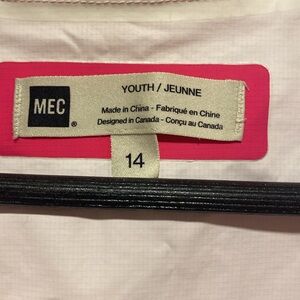 MEC
®
YOUTH / JEUNNE
Made in China - Fabriqué en Chine
Designed in Canada - Conçu au Canada
14